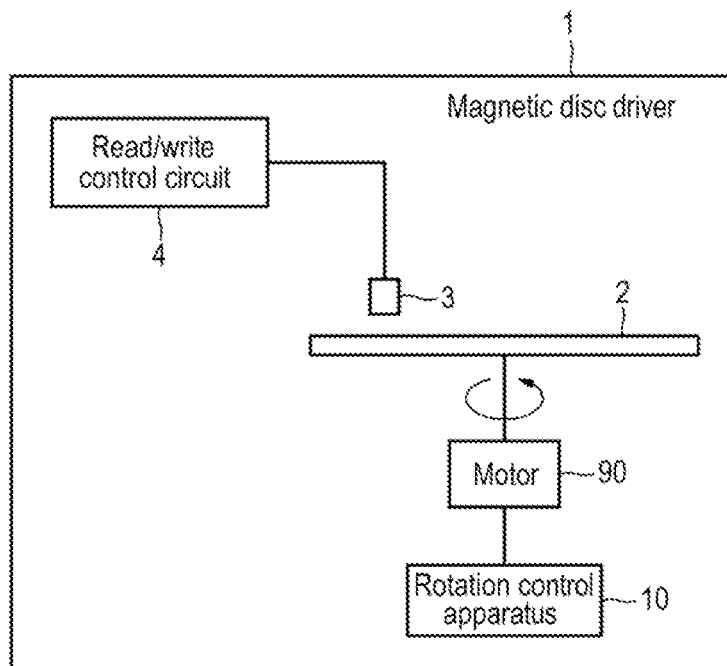 1
Magnetic disc driver
Read/write
control circuit
4
3
2
Motor
90
Rotation control
apparatus
10